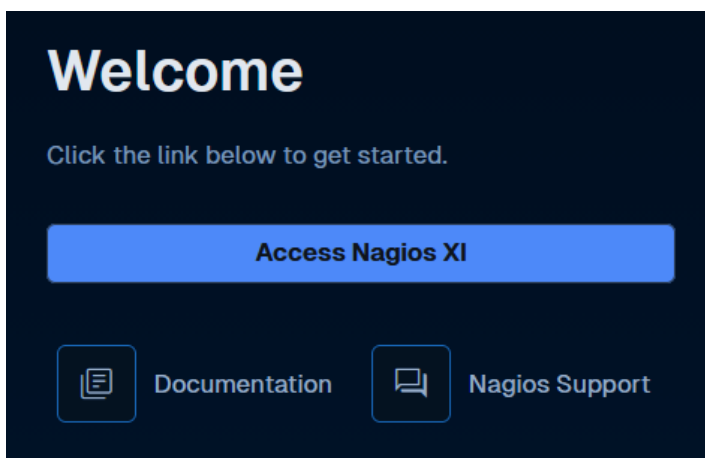 Welcome
Click the link below to get started.
Access Nagios XI
Documentation
Nagios Support